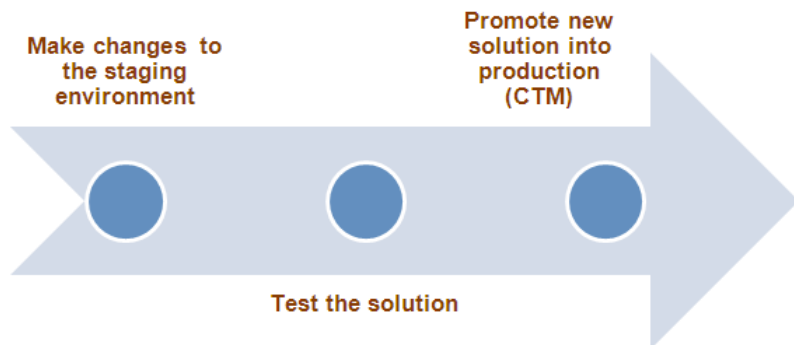 Make changes to
the staging
environment
Test the solution
Promote new
solution into
production
(CTM)